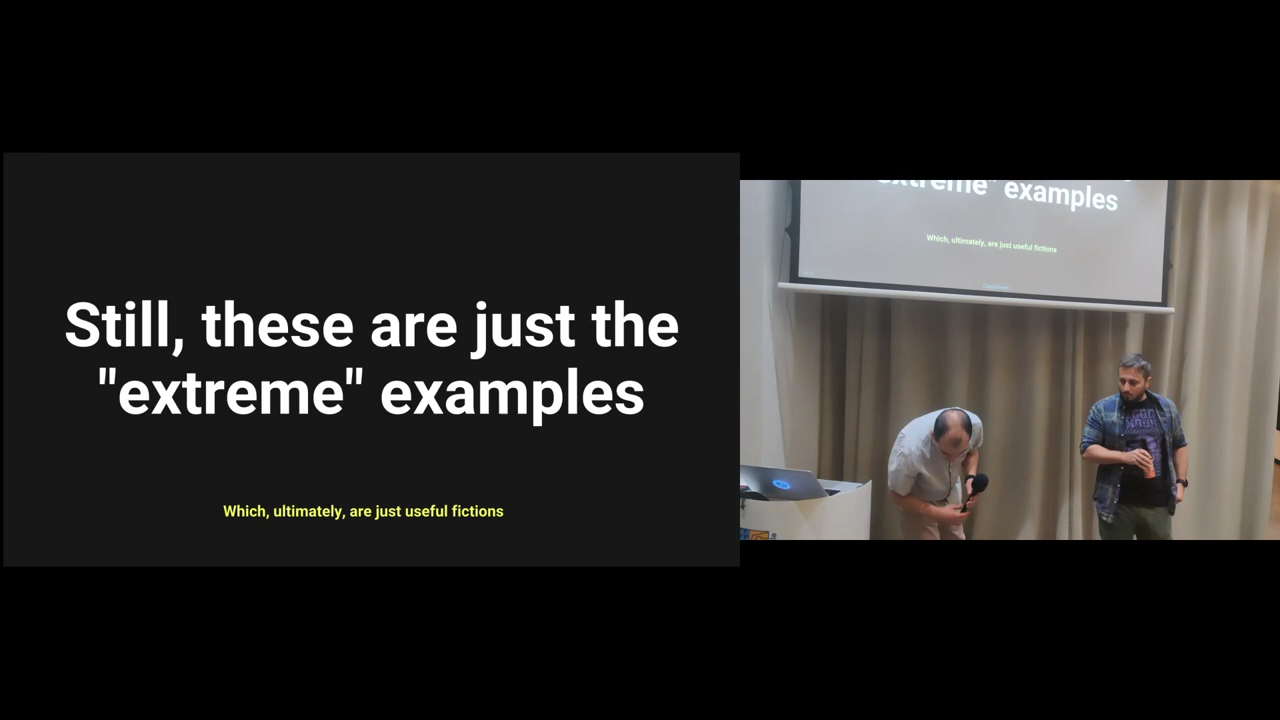 Still, these are just the
"extreme" examples
Which, ultimately, are just useful fictions
"extreme" examples
Which, ultimately, are just useful fictions